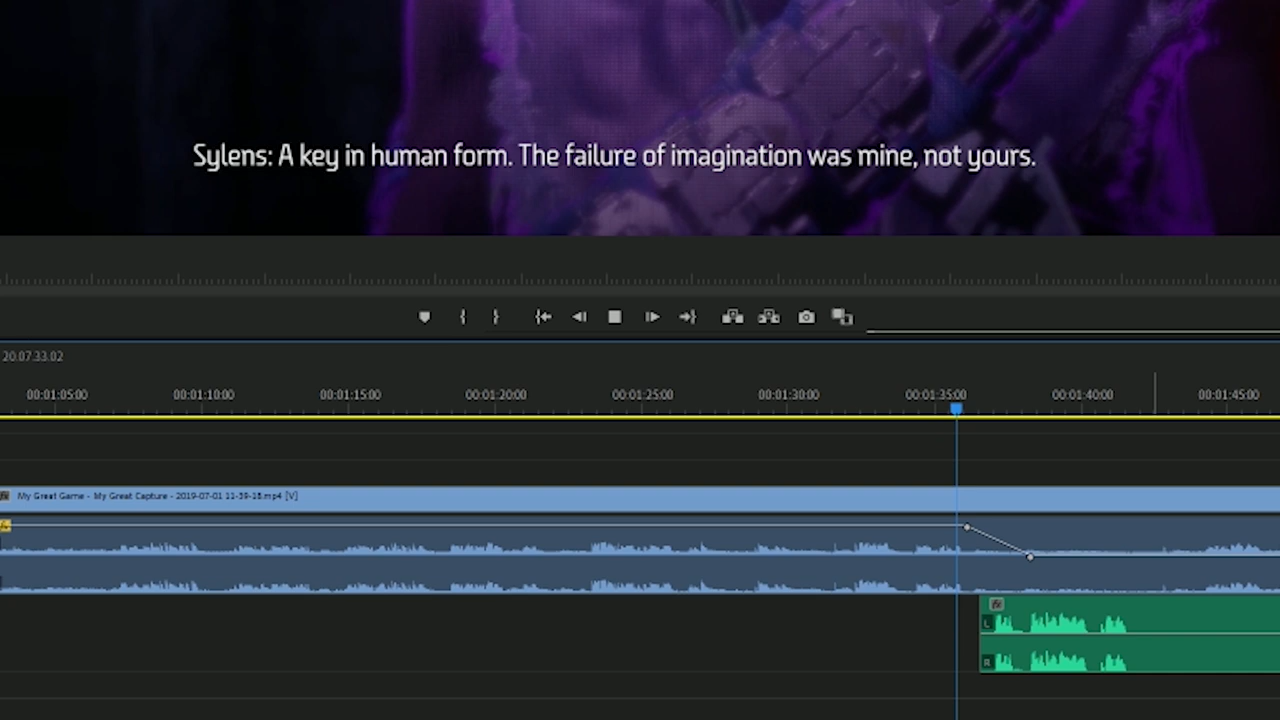 Sylens: A key in human form. The failure of imagination was mine, not yours.
20.07.33.02
00:01:05:00 00:01:10:00 00:01:15:00 00:01:20:00 00:01:25:00 00:01:30:00 00:01:35:00 00:01:40:00 00:01:45:00
fx My Great Game - My Great Capture - 2019-07-01 11-39-18.mp4 [V]
fx
fx
L
R